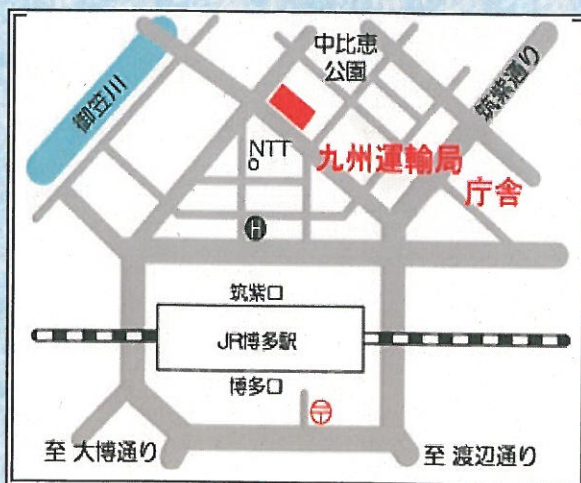 中比恵
公園
御笠川
筑紫通り
NTT
九州運輸局
庁舎
H
筑紫口
JR博多駅
博多口
〒
至 大博通り
至 渡辺通り